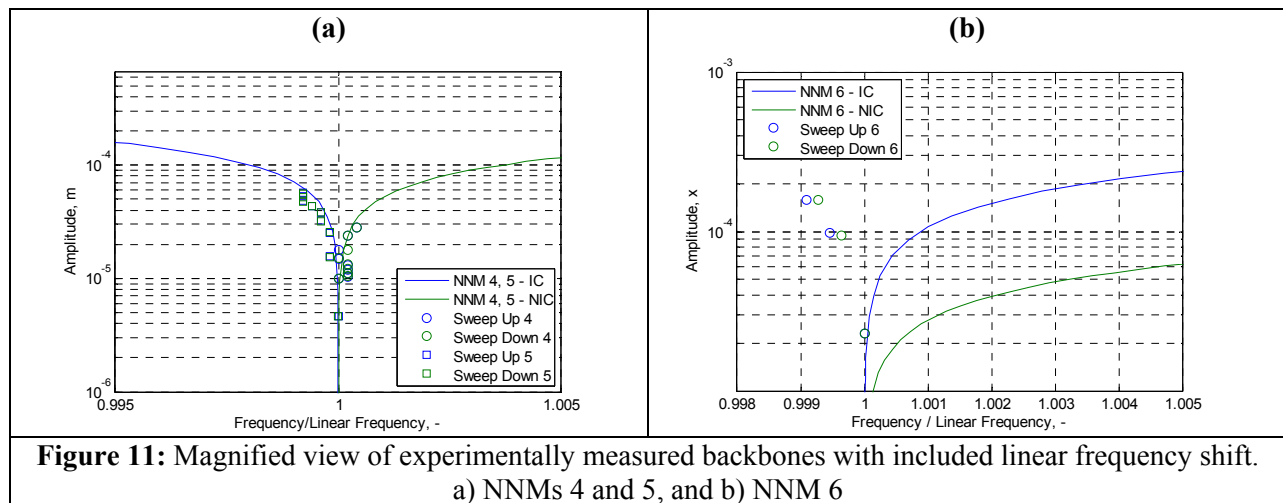 (a)
Amplitude, m
10^-4
10^-5
10^-6
0.995
1
1.005
Frequency/Linear Frequency, -
NNM 4, 5 - IC
NNM 4, 5 - NIC
Sweep Up 4
Sweep Down 4
Sweep Up 5
Sweep Down 5
(b)
Amplitude, x
10^-3
10^-4
0.998
0.999
1
1.001
1.002
1.003
1.004
1.005
Frequency / Linear Frequency, -
NNM 6 - IC
NNM 6 - NIC
Sweep Up 6
Sweep Down 6
Figure 11: Magnified view of experimentally measured backbones with included linear frequency shift.
a) NNMs 4 and 5, and b) NNM 6